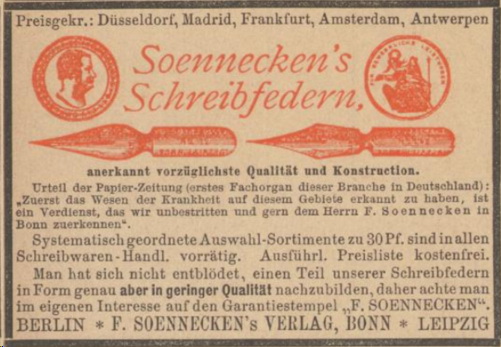 Preisgekr.: Düsseldorf, Madrid, Frankfurt, Amsterdam, Antwerpen
Soennecken's
Schreibfedern,
anerkannt vorzüglichste Qualität und Konstruction.
Urteil der Papier-Zeitung (erstes Fachorgan dieser Branche in Deutschland):
„Zuerst das Wesen der Krankheit auf diesem Gebiete erkannt zu haben, ist
ein Verdienst, das wir unbestritten und gern dem Herrn F. Soennecken in
Bonn zuerkennen“.
Systematisch geordnete Auswahl-Sortimente zu 30 Pf. sind in allen
Schreibwaren-Handl. vorrätig. Ausführl. Preisliste kostenfrei.
Man hat sich nicht entblödet, einen Teil unserer Schreibfedern
in Form genau aber in geringer Qualität nachzubilden, daher achte man
im eigenen Interesse auf den Garantiestempel „F. SOENNECKEN“.
BERLIN * F. SOENNECKEN's VERLAG, BONN * LEIPZIG